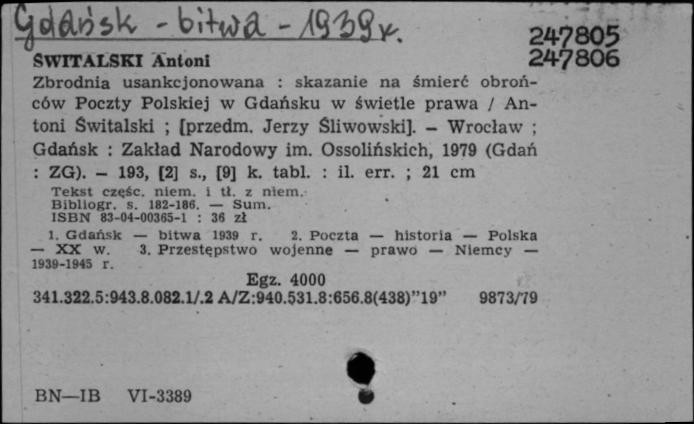 Gdańsk - bitwa - 1939 r.
247805
247806
ŚWITALSKI Antoni
Zbrodnia usankcjonowana : skazanie na śmierć obroń-
ców Poczty Polskiej w Gdańsku w świetle prawa / An-
toni Świtalski ; [przedm. Jerzy Śliwowski]. — Wrocław ;
Gdańsk : Zakład Narodowy im. Ossolińskich, 1979 (Gdań
: ZG). — 193, [2] s., [9] k. tabl. : il. err. ; 21 cm
Tekst częśc. niem. i tł. z niem.
Bibliogr. s. 182-186. — Sum.
ISBN 83-04-00365-1 : 36 zł
1. Gdańsk — bitwa 1939 r. 2. Poczta — historia — Polska
— XX w. 3. Przestępstwo wojenne — prawo — Niemcy —
1939-1945 r.
Egz. 4000
341.322.5:943.8.082.1/.2 A/Z:940.531.8:656.8(438)"19" 9873/79
BN—IB VI-3389